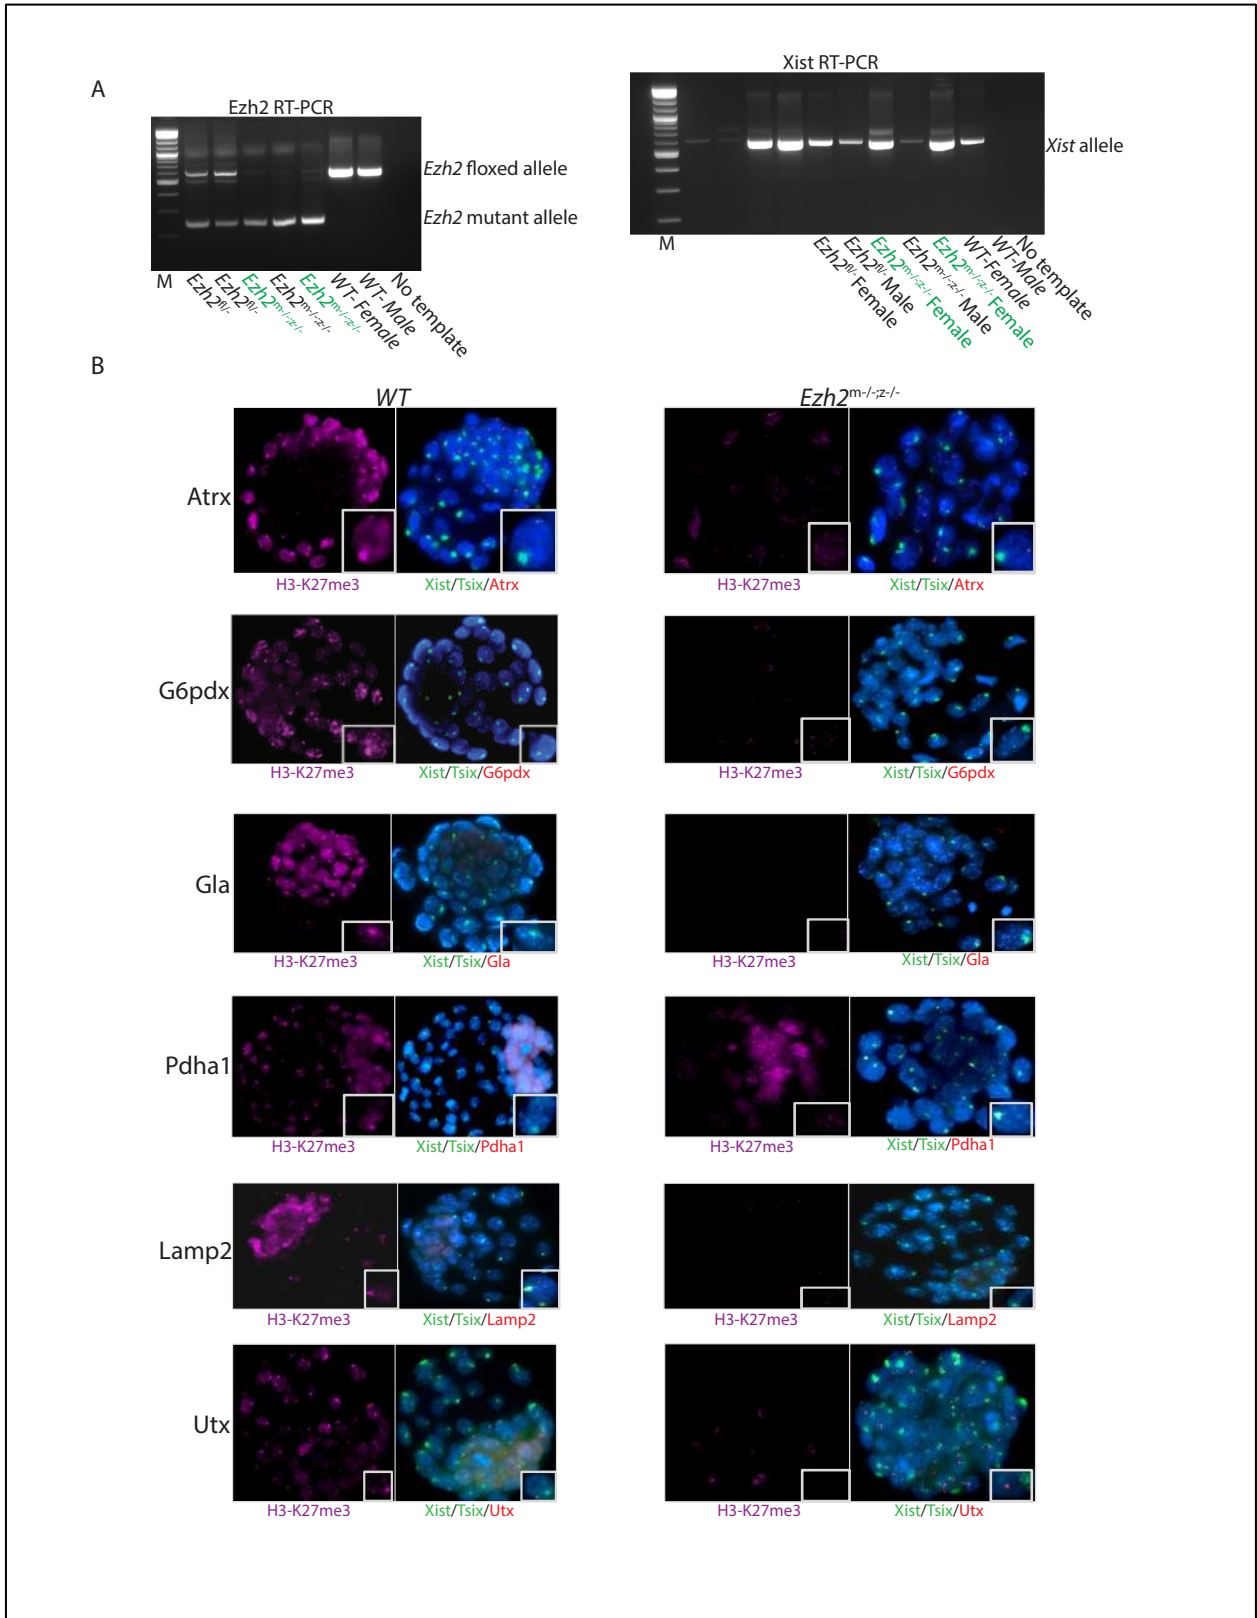 A
Ezh2 RT-PCR
Ezh2 floxed allele
Ezh2 mutant allele
M
Ezh2fl/-
Ezh2fl/-
Ezh2m-/-;z-/-
Ezh2m-/-;z-/-
Ezh2m-/-;z-/-
WT-Female
WT-Male
No template
Xist RT-PCR
Xist allele
M
Ezh2fl/- Female
Ezh2fl/- Male
Ezh2m-/-;z-/- Female
Ezh2m-/-;z-/- Male
Ezh2m-/-;z-/- Female
WT-Female
WT-Male
No template
B
WT
Ezh2m-/-;z-/-
Atrx
H3-K27me3
Xist/Tsix/Atrx
H3-K27me3
Xist/Tsix/Atrx
G6pdx
H3-K27me3
Xist/Tsix/G6pdx
H3-K27me3
Xist/Tsix/G6pdx
Gla
H3-K27me3
Xist/Tsix/Gla
H3-K27me3
Xist/Tsix/Gla
Pdha1
H3-K27me3
Xist/Tsix/Pdha1
H3-K27me3
Xist/Tsix/Pdha1
Lamp2
H3-K27me3
Xist/Tsix/Lamp2
H3-K27me3
Xist/Tsix/Lamp2
Utx
H3-K27me3
Xist/Tsix/Utx
H3-K27me3
Xist/Tsix/Utx